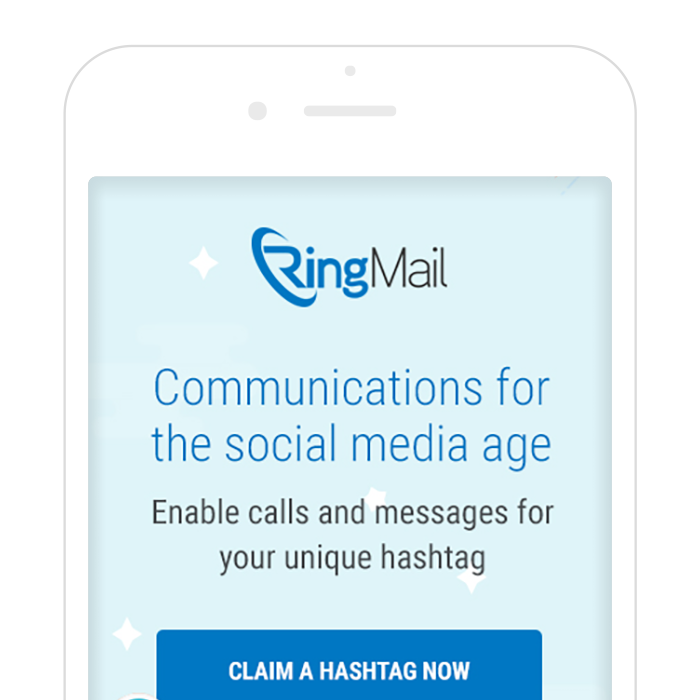 RingMail
Communications for
the social media age
Enable calls and messages for
your unique hashtag
CLAIM A HASHTAG NOW